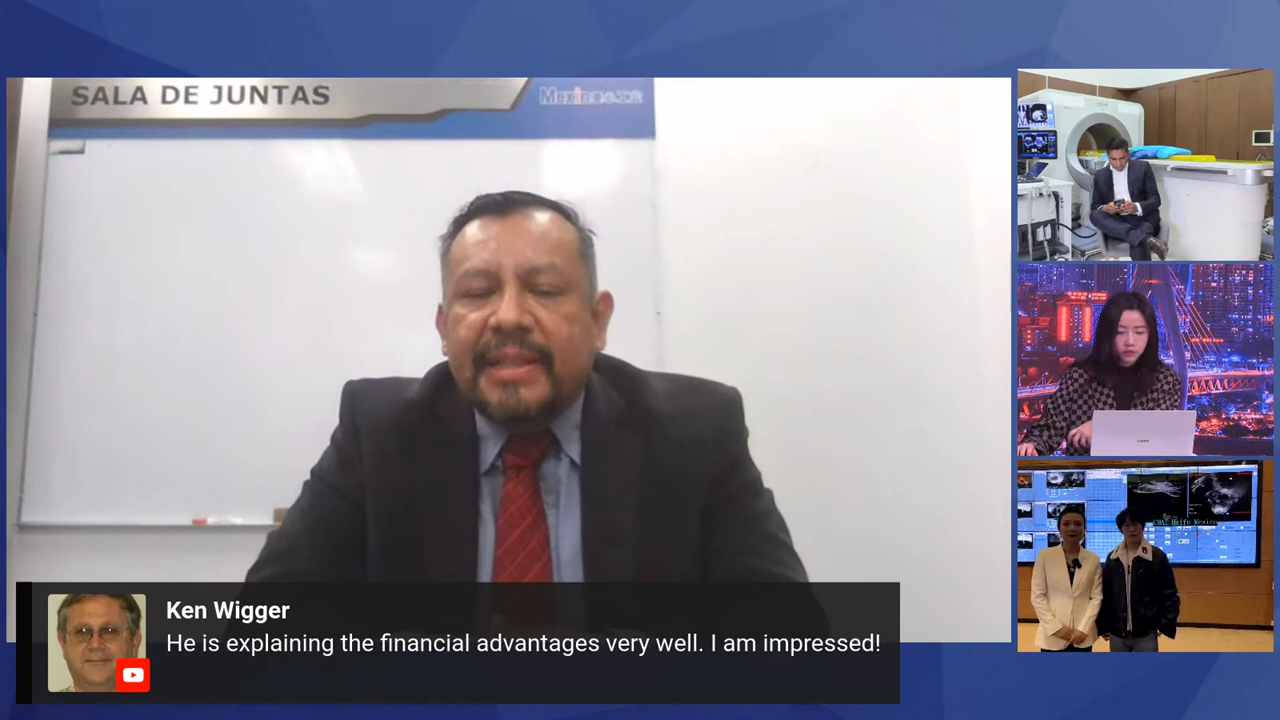 SALA DE JUNTAS
Ken Wigger
He is explaining the financial advantages very well. I am impressed!